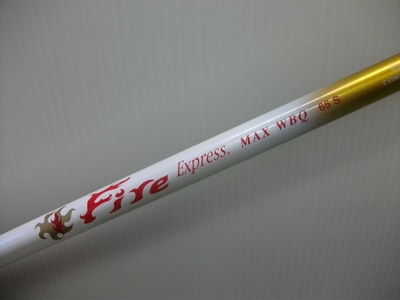 Fire Express. MAX WBQ 65 S